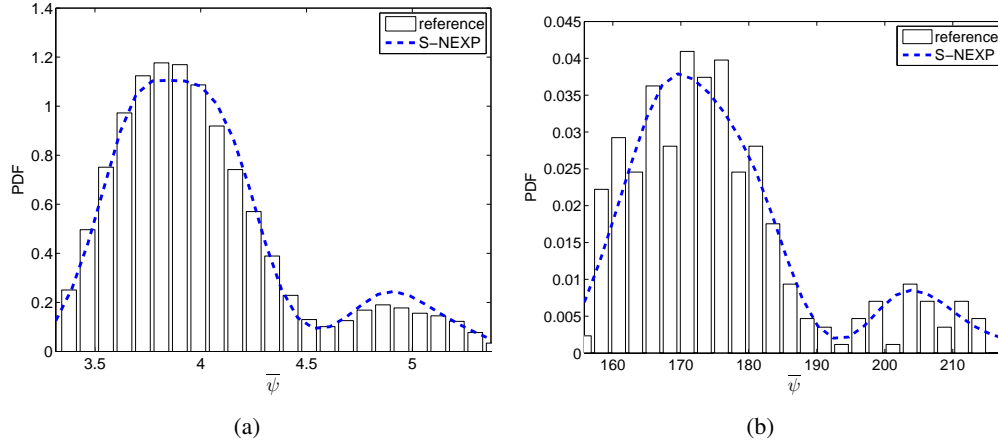 1.4
1.2
1
0.8
0.6
0.4
0.2
0
PDF
3.5 4 4.5 5
ψ̅
reference
S−NEXP
(a)
0.045
0.04
0.035
0.03
0.025
0.02
0.015
0.01
0.005
0
PDF
160 170 180 190 200 210
ψ̅
reference
S−NEXP
(b)